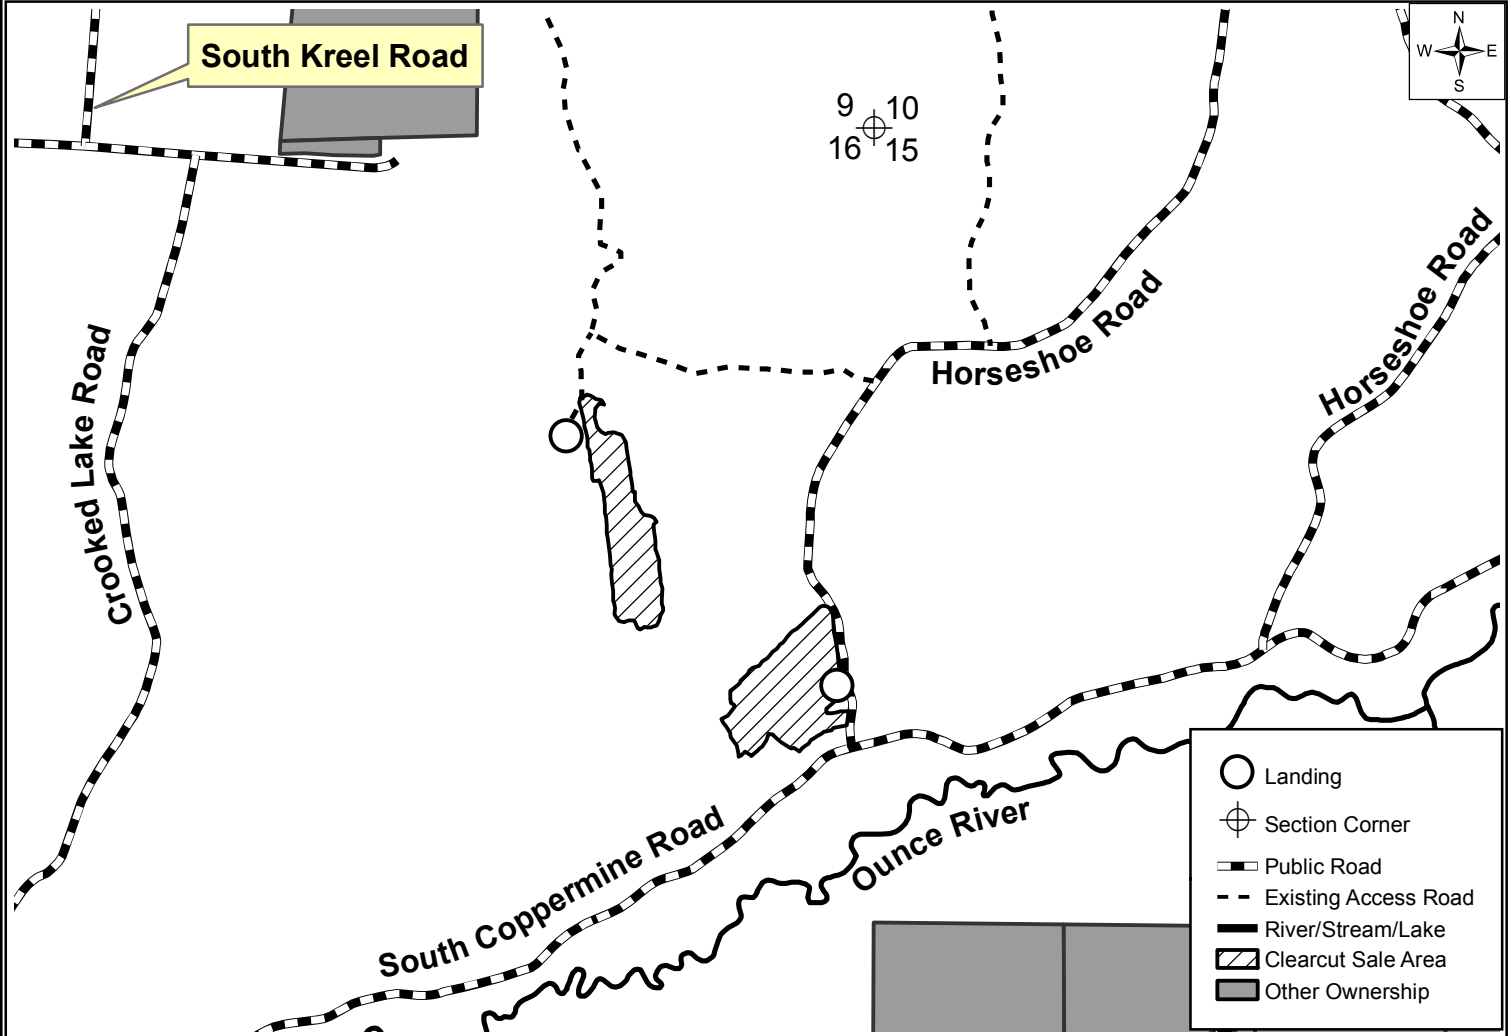 South Kreel Road
N
W E
S
9 10
16 15
Horseshoe Road
Horseshoe Road
Crooked Lake Road
South Coppermine Road
Ounce River
Landing
Section Corner
Public Road
Existing Access Road
River/Stream/Lake
Clearcut Sale Area
Other Ownership